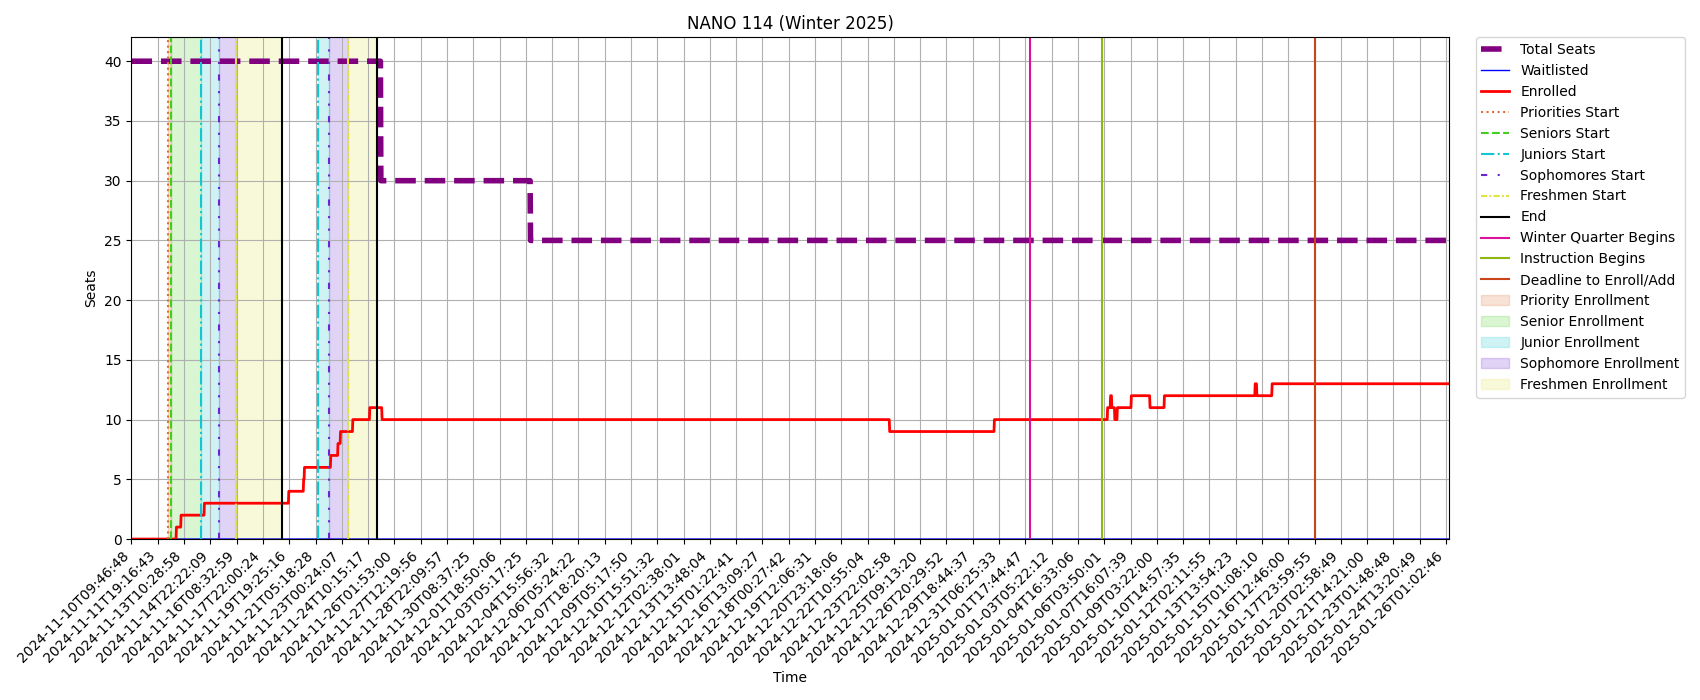 NANO 114 (Winter 2025)
Seats
40
35
30
25
20
15
10
5
0
2024-11-10T09:46:48
2024-11-11T19:16:43
2024-11-13T10:28:58
2024-11-14T22:22:09
2024-11-16T08:32:59
2024-11-17T22:00:24
2024-11-19T19:25:16
2024-11-21T05:18:28
2024-11-23T00:24:07
2024-11-24T10:15:17
2024-11-26T01:53:00
2024-11-27T12:19:56
2024-11-28T22:09:57
2024-11-30T08:37:25
2024-12-01T18:50:06
2024-12-03T05:17:25
2024-12-04T15:56:32
2024-12-06T05:24:22
2024-12-07T18:20:13
2024-12-09T05:17:50
2024-12-10T15:51:32
2024-12-12T02:38:01
2024-12-13T13:48:04
2024-12-15T01:22:41
2024-12-16T13:09:27
2024-12-18T00:27:42
2024-12-19T12:06:31
2024-12-20T23:18:06
2024-12-22T10:55:04
2024-12-23T22:02:58
2024-12-25T09:13:20
2024-12-26T20:29:52
2024-12-29T18:44:37
2024-12-31T06:25:33
2025-01-01T17:44:47
2025-01-03T05:22:12
2025-01-04T16:33:06
2025-01-06T03:50:01
2025-01-07T16:07:39
2025-01-09T03:22:00
2025-01-10T14:57:35
2025-01-12T02:11:55
2025-01-13T13:54:23
2025-01-15T01:08:10
2025-01-16T12:46:00
2025-01-17T23:59:55
2025-01-20T02:58:49
2025-01-21T14:21:00
2025-01-23T01:48:48
2025-01-24T13:20:49
2025-01-26T01:02:46
Time
Total Seats
Waitlisted
Enrolled
Priorities Start
Seniors Start
Juniors Start
Sophomores Start
Freshmen Start
End
Winter Quarter Begins
Instruction Begins
Deadline to Enroll/Add
Priority Enrollment
Senior Enrollment
Junior Enrollment
Sophomore Enrollment
Freshmen Enrollment